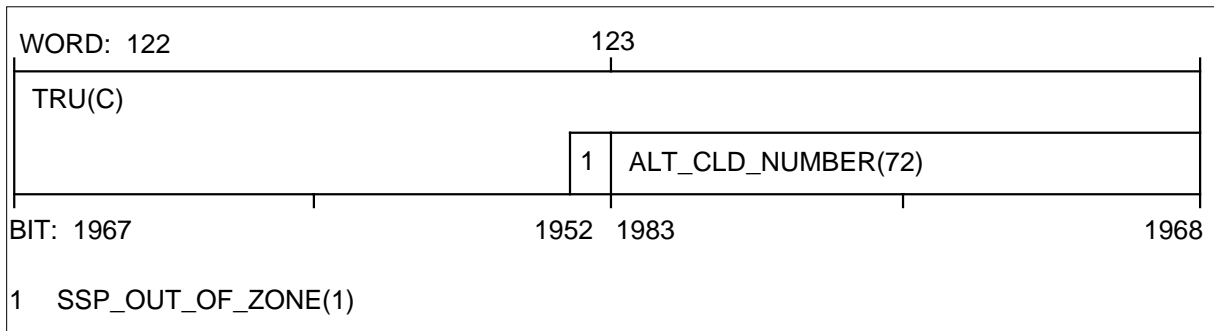 WORD: 122 123
TRU(C)
1 ALT_CLD_NUMBER(72)
BIT: 1967 1952 1983 1968
1 SSP_OUT_OF_ZONE(1)